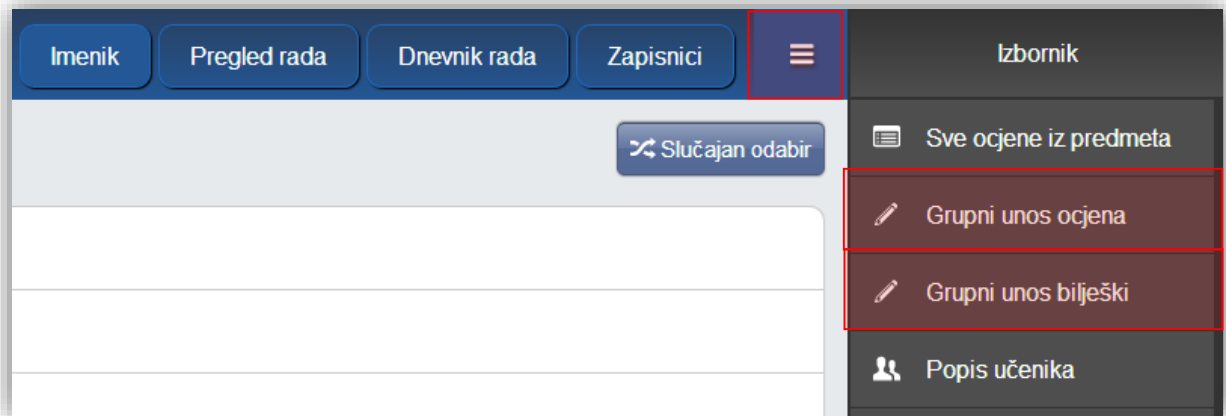 Imenik
Pregled rada
Dnevnik rada
Zapisnici
Izbornik
Slučajan odabir
Sve ocjene iz predmeta
Grupni unos ocjena
Grupni unos bilješki
Popis učenika